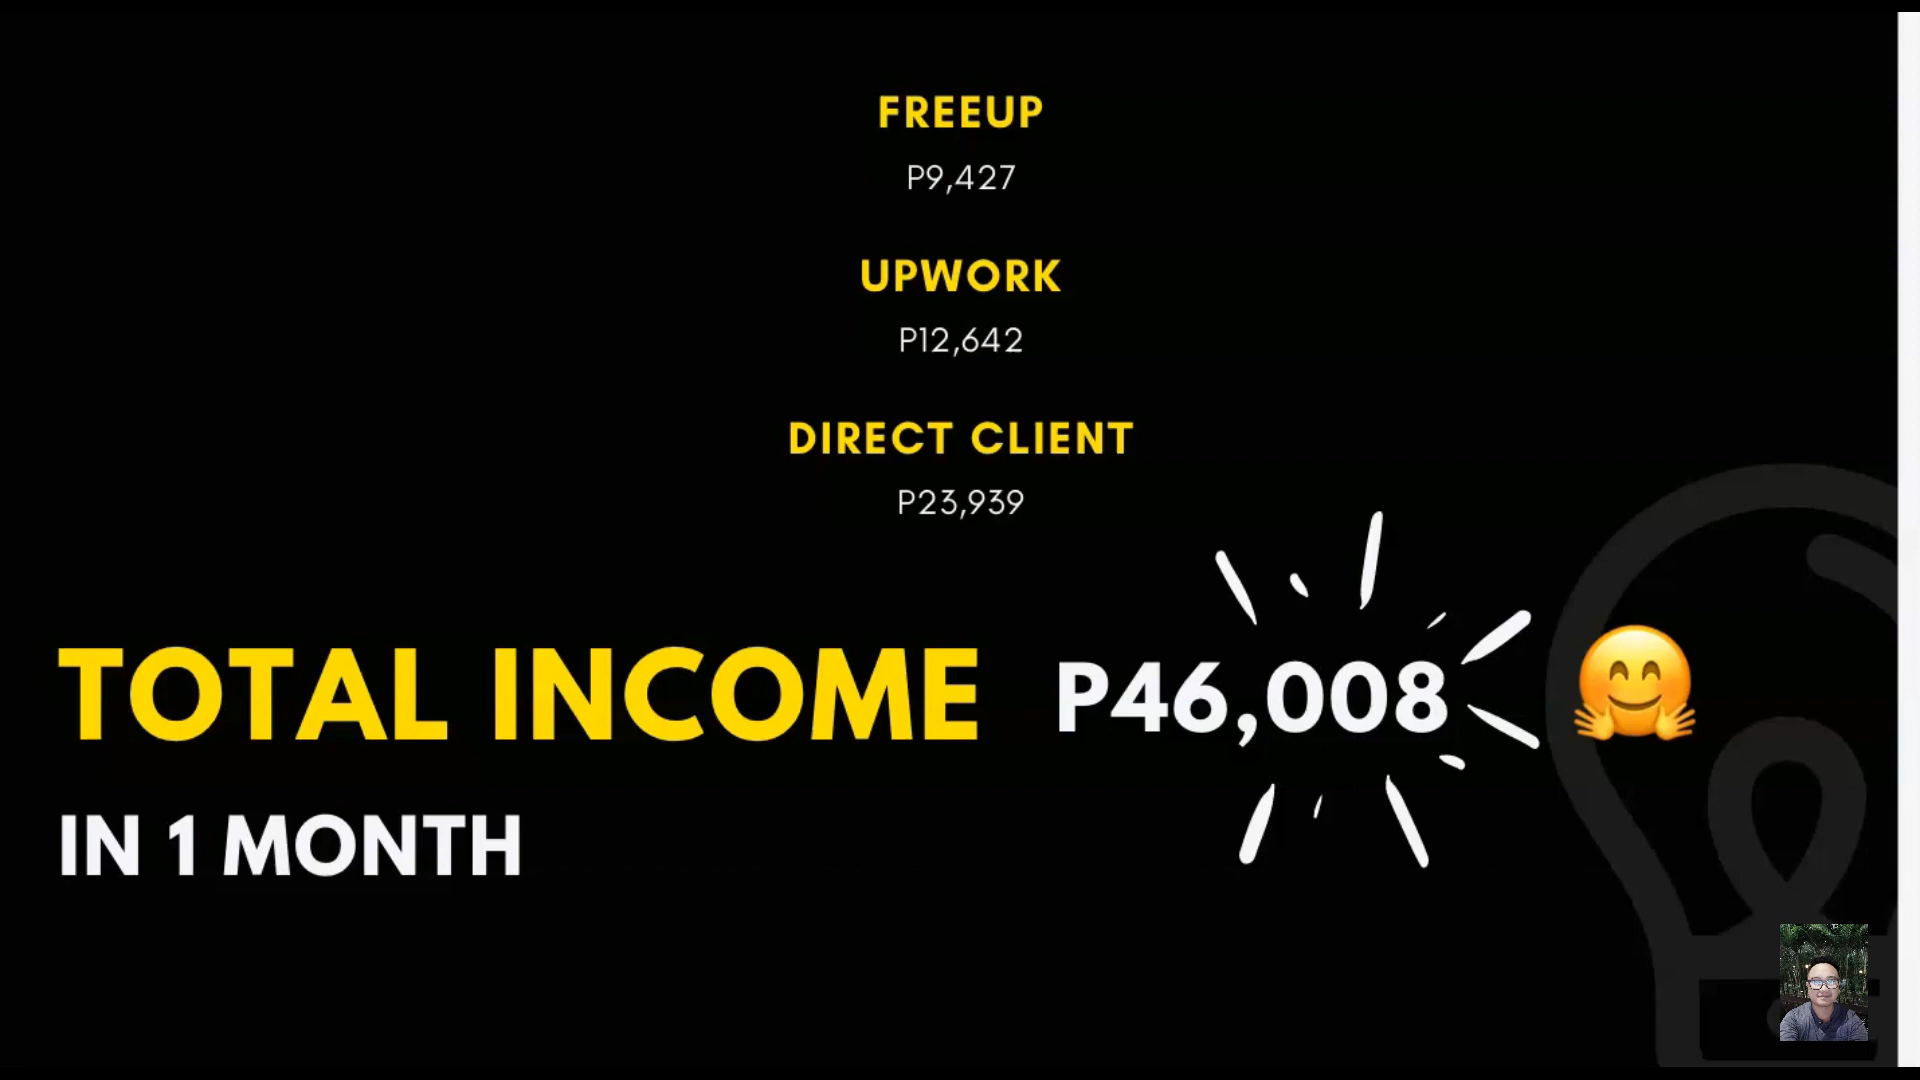 FREEUP
P9,427
UPWORK
P12,642
DIRECT CLIENT
P23,939
TOTAL INCOME P46,008
IN 1 MONTH